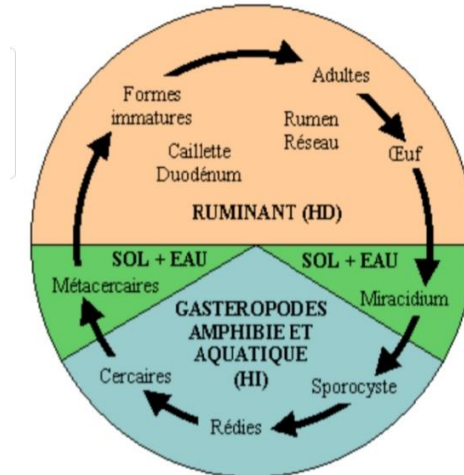 Adultes
Formes
immatures
Rumen
Réseau
Œuf
Caillette
Duodénum
RUMINANT (HD)
SOL + EAU
SOL + EAU
Métacercaires
Miracidium
GASTEROPODES
AMPHIBIE ET
AQUATIQUE
(HI)
Cercaires
Sporocyste
Rédies